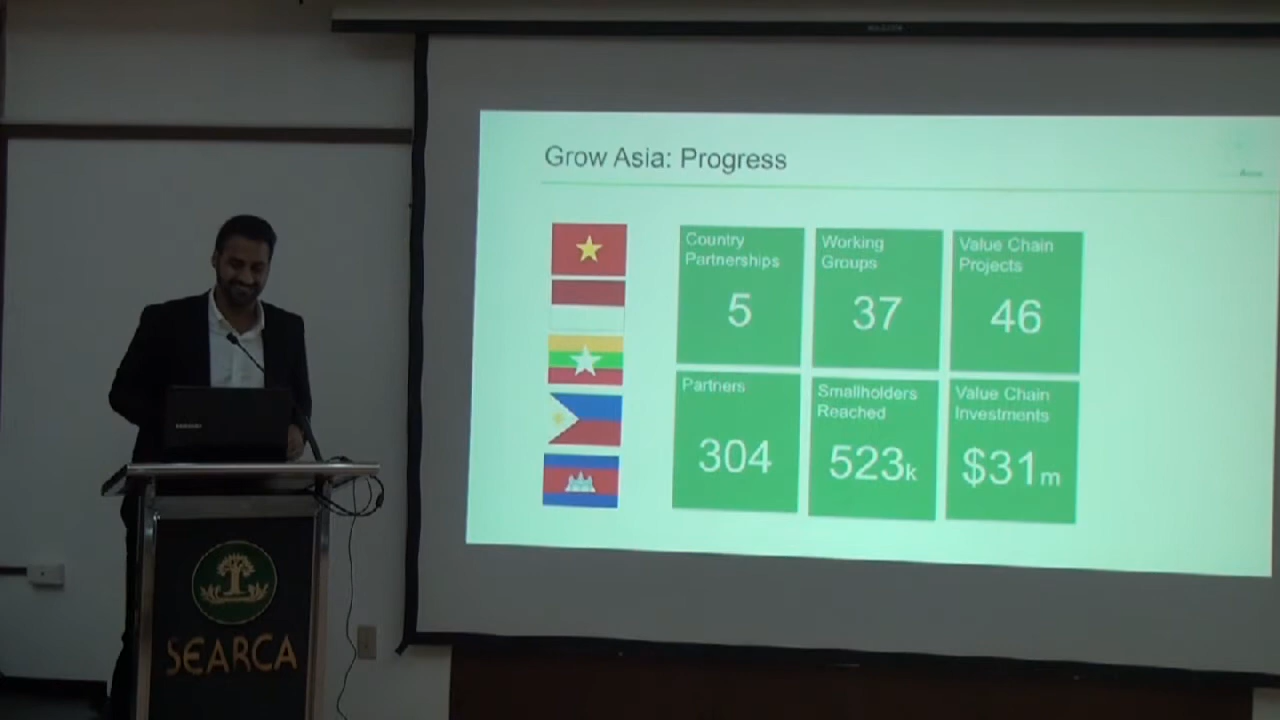 Grow Asia: Progress
Country
Partnerships
5
Working
Groups
37
Value Chain
Projects
46
Partners
304
Smallholders
Reached
523k
Value Chain
Investments
$31m
SEARCA